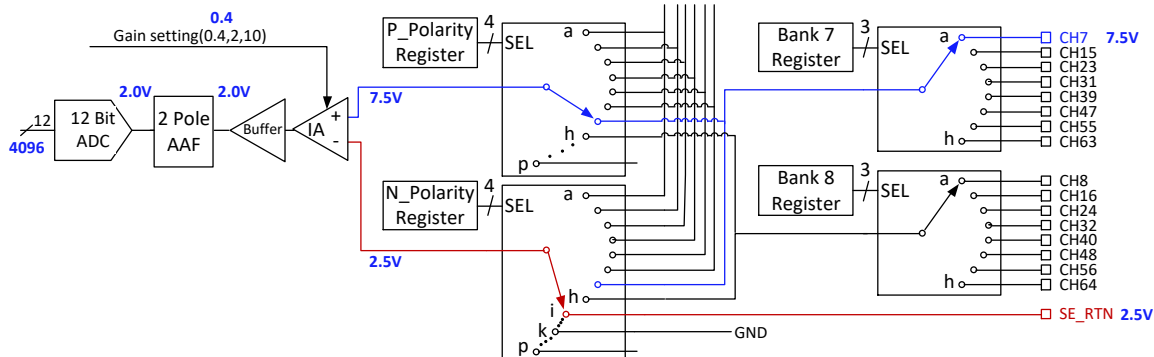 0.4
Gain setting(0.4,2,10)
12
4096
12 Bit
ADC
2.0V
2 Pole
AAF
2.0V
Buffer
IA
+
-
7.5V
2.5V
P_Polarity
Register
4
SEL
a
h
p
N_Polarity
Register
4
SEL
a
h
i
k
p
GND
Bank 7
Register
3
SEL
a
h
CH7 7.5V
CH15
CH23
CH31
CH39
CH47
CH55
CH63
Bank 8
Register
3
SEL
a
h
CH8
CH16
CH24
CH32
CH40
CH48
CH56
CH64
SE_RTN 2.5V